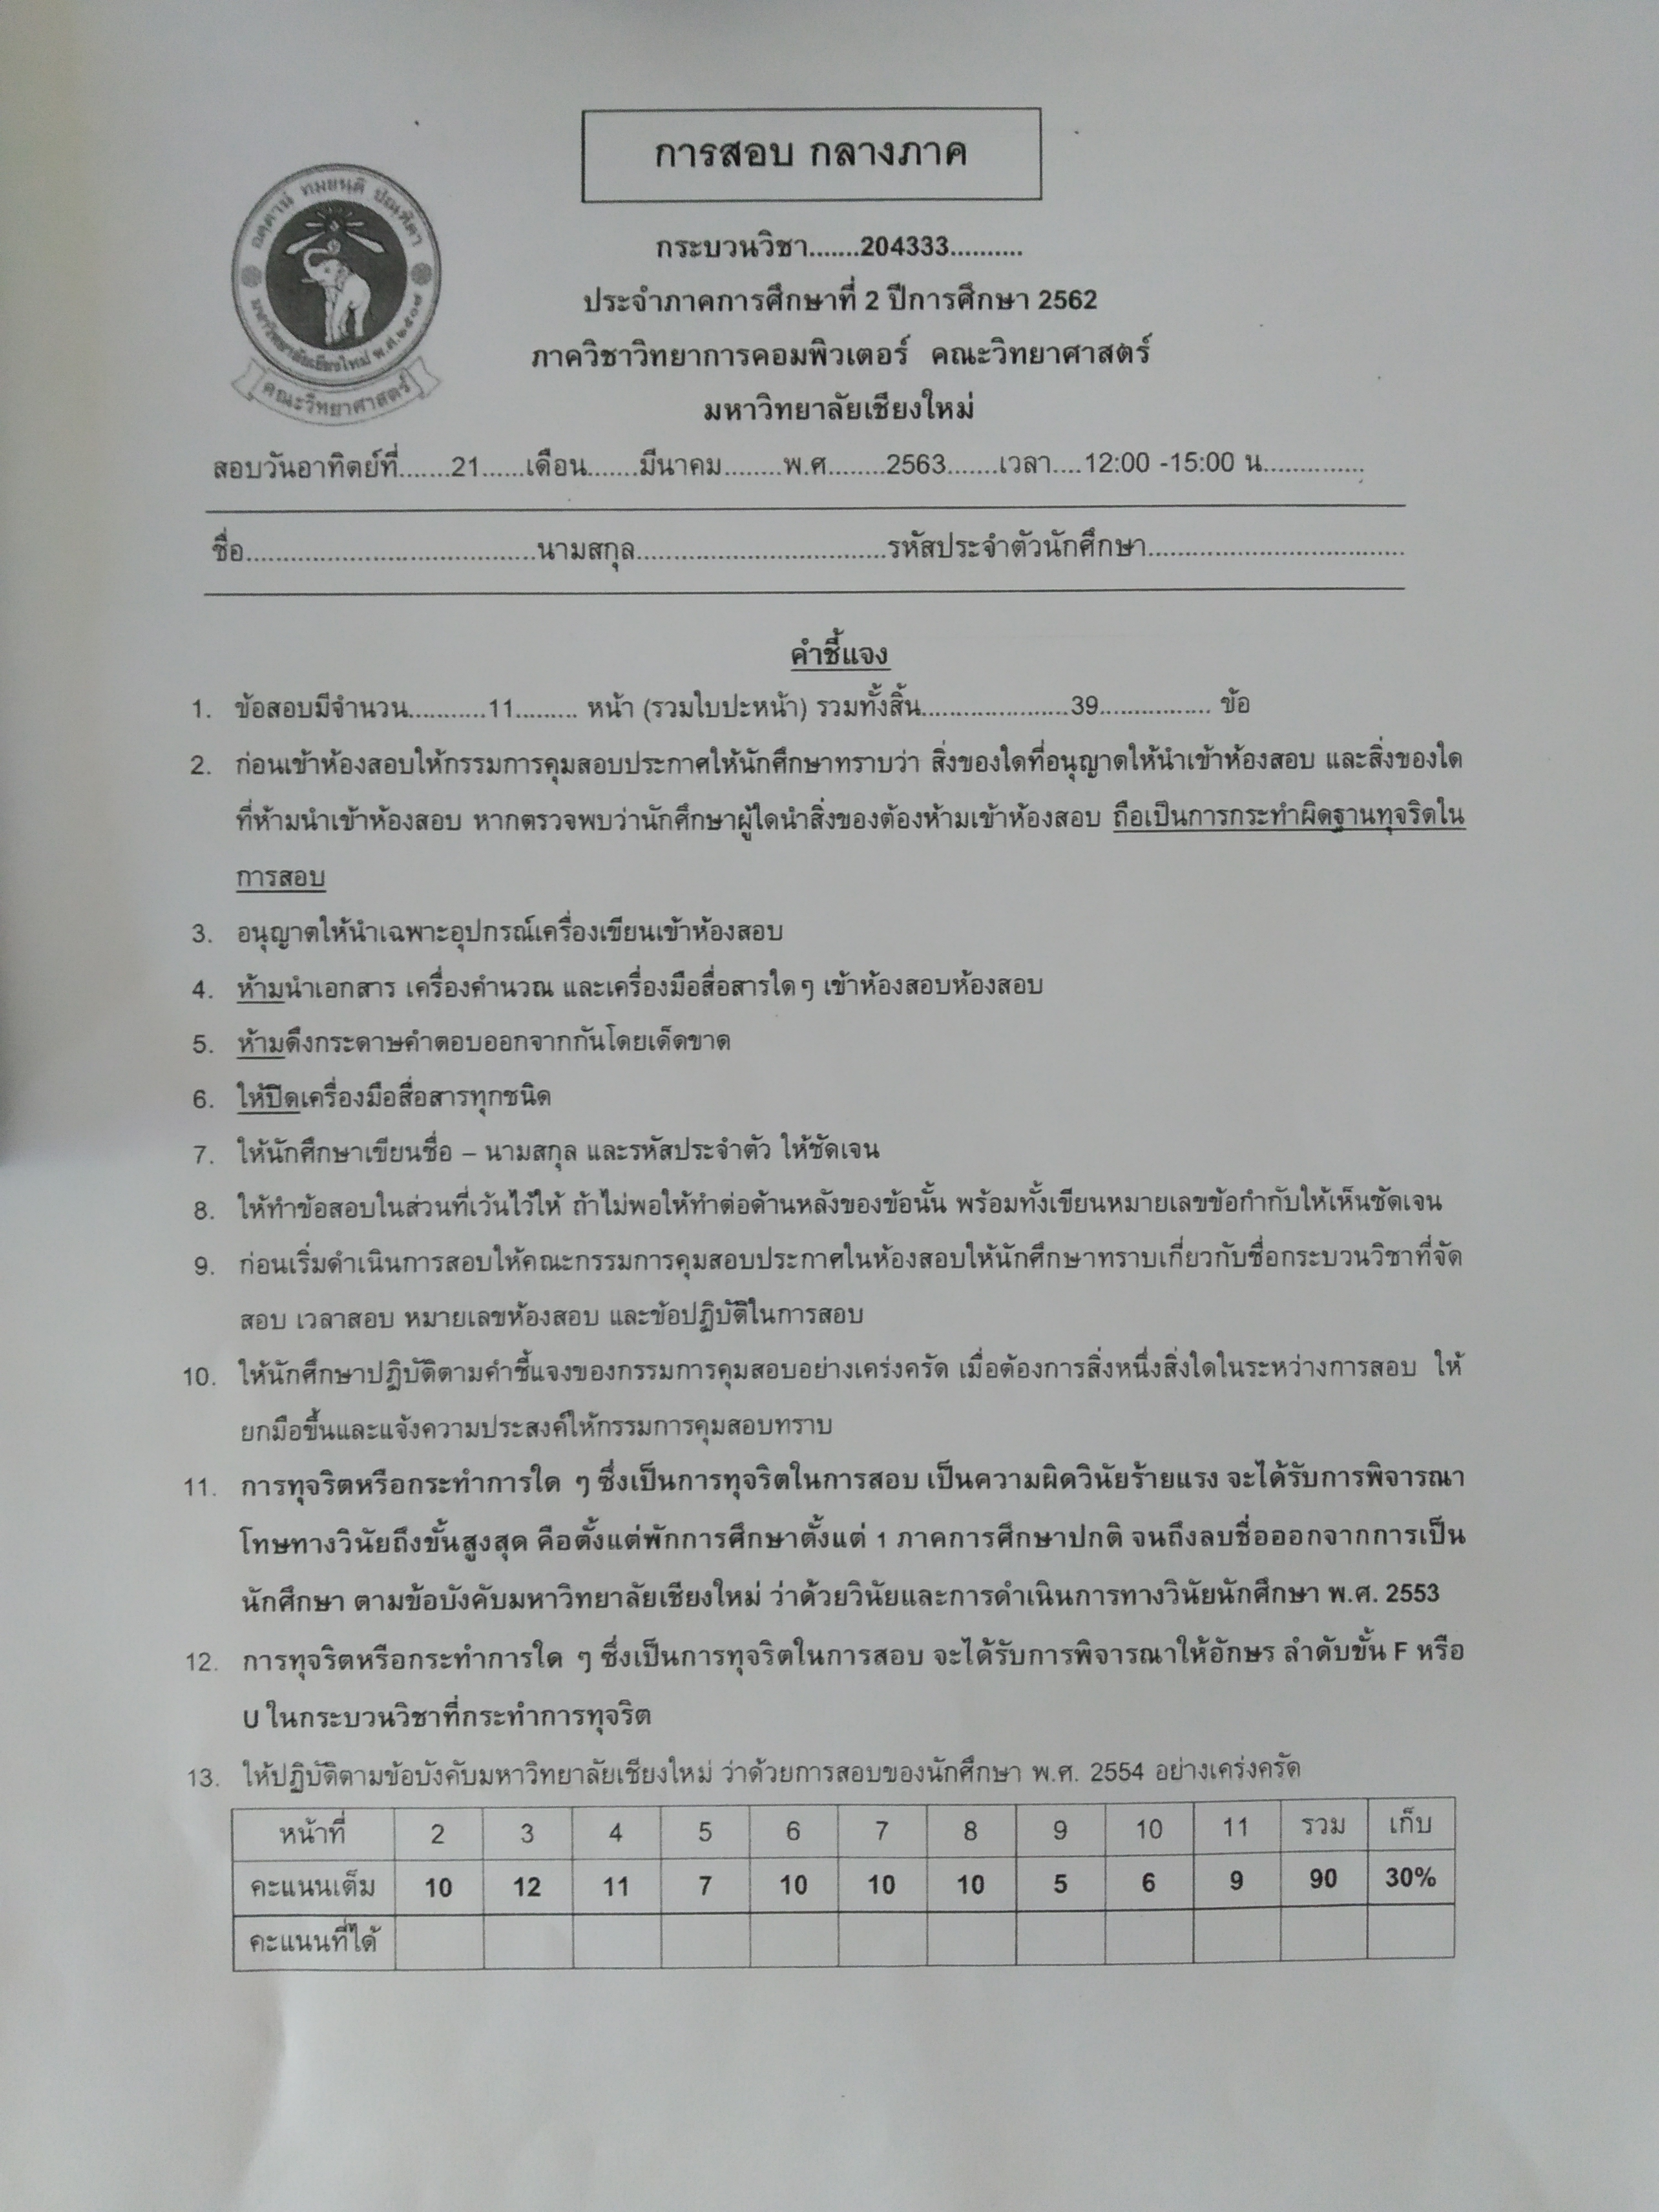 การสอบ กลางภาค
อตฺตานํ ทมยนฺติ ปณฺฑิตา
มหาวิทยาลัยเชียงใหม่ พ.ศ.๒๕๐๗
คณะวิทยาศาสตร์
กระบวนวิชา.......204333..........
ประจำภาคการศึกษาที่ 2 ปีการศึกษา 2562
ภาควิชาวิทยาการคอมพิวเตอร์ คณะวิทยาศาสตร์
มหาวิทยาลัยเชียงใหม่
สอบวันอาทิตย์ที่.......21......เดือน.......มีนาคม........พ.ศ........2563.......เวลา....12:00 -15:00 น..............
ชื่อ.......................................นามสกุล..................................รหัสประจำตัวนักศึกษา...................................
คำชี้แจง
1. ข้อสอบมีจำนวน...........11......... หน้า (รวมใบปะหน้า) รวมทั้งสิ้น.....................39................ ข้อ
2. ก่อนเข้าห้องสอบให้กรรมการคุมสอบประกาศให้นักศึกษาทราบว่า สิ่งของใดที่อนุญาตให้นำเข้าห้องสอบ และสิ่งของใด
ที่ห้ามนำเข้าห้องสอบ หากตรวจพบว่านักศึกษาผู้ใดนำสิ่งของต้องห้ามเข้าห้องสอบ ถือเป็นการกระทำผิดฐานทุจริตใน
การสอบ
3. อนุญาตให้นำเฉพาะอุปกรณ์เครื่องเขียนเข้าห้องสอบ
4. ห้ามนำเอกสาร เครื่องคำนวณ และเครื่องมือสื่อสารใดๆ เข้าห้องสอบห้องสอบ
5. ห้ามดึงกระดาษคำตอบออกจากกันโดยเด็ดขาด
6. ให้ปิดเครื่องมือสื่อสารทุกชนิด
7. ให้นักศึกษาเขียนชื่อ – นามสกุล และรหัสประจำตัว ให้ชัดเจน
8. ให้ทำข้อสอบในส่วนที่เว้นไว้ให้ ถ้าไม่พอให้ทำต่อด้านหลังของข้อนั้น พร้อมทั้งเขียนหมายเลขข้อกำกับให้เห็นชัดเจน
9. ก่อนเริ่มดำเนินการสอบให้คณะกรรมการคุมสอบประกาศในห้องสอบให้นักศึกษาทราบเกี่ยวกับชื่อกระบวนวิชาที่จัด
สอบ เวลาสอบ หมายเลขห้องสอบ และข้อปฏิบัติในการสอบ
10. ให้นักศึกษาปฏิบัติตามคำชี้แจงของกรรมการคุมสอบอย่างเคร่งครัด เมื่อต้องการสิ่งหนึ่งสิ่งใดในระหว่างการสอบ ให้
ยกมือขึ้นและแจ้งความประสงค์ให้กรรมการคุมสอบทราบ
11. การทุจริตหรือกระทำการใด ๆ ซึ่งเป็นการทุจริตในการสอบ เป็นความผิดวินัยร้ายแรง จะได้รับการพิจารณา
โทษทางวินัยถึงขั้นสูงสุด คือตั้งแต่พักการศึกษาตั้งแต่ 1 ภาคการศึกษาปกติ จนถึงลบชื่อออกจากการเป็น
นักศึกษา ตามข้อบังคับมหาวิทยาลัยเชียงใหม่ ว่าด้วยวินัยและการดำเนินการทางวินัยนักศึกษา พ.ศ. 2553
12. การทุจริตหรือกระทำการใด ๆ ซึ่งเป็นการทุจริตในการสอบ จะได้รับการพิจารณาให้อักษร ลำดับขั้น F หรือ
U ในกระบวนวิชาที่กระทำการทุจริต
13. ให้ปฏิบัติตามข้อบังคับมหาวิทยาลัยเชียงใหม่ ว่าด้วยการสอบของนักศึกษา พ.ศ. 2554 อย่างเคร่งครัด
หน้าที่ 2 3 4 5 6 7 8 9 10 11 รวม เก็บ
คะแนนเต็ม 10 12 11 7 10 10 10 5 6 9 90 30%
คะแนนที่ได้